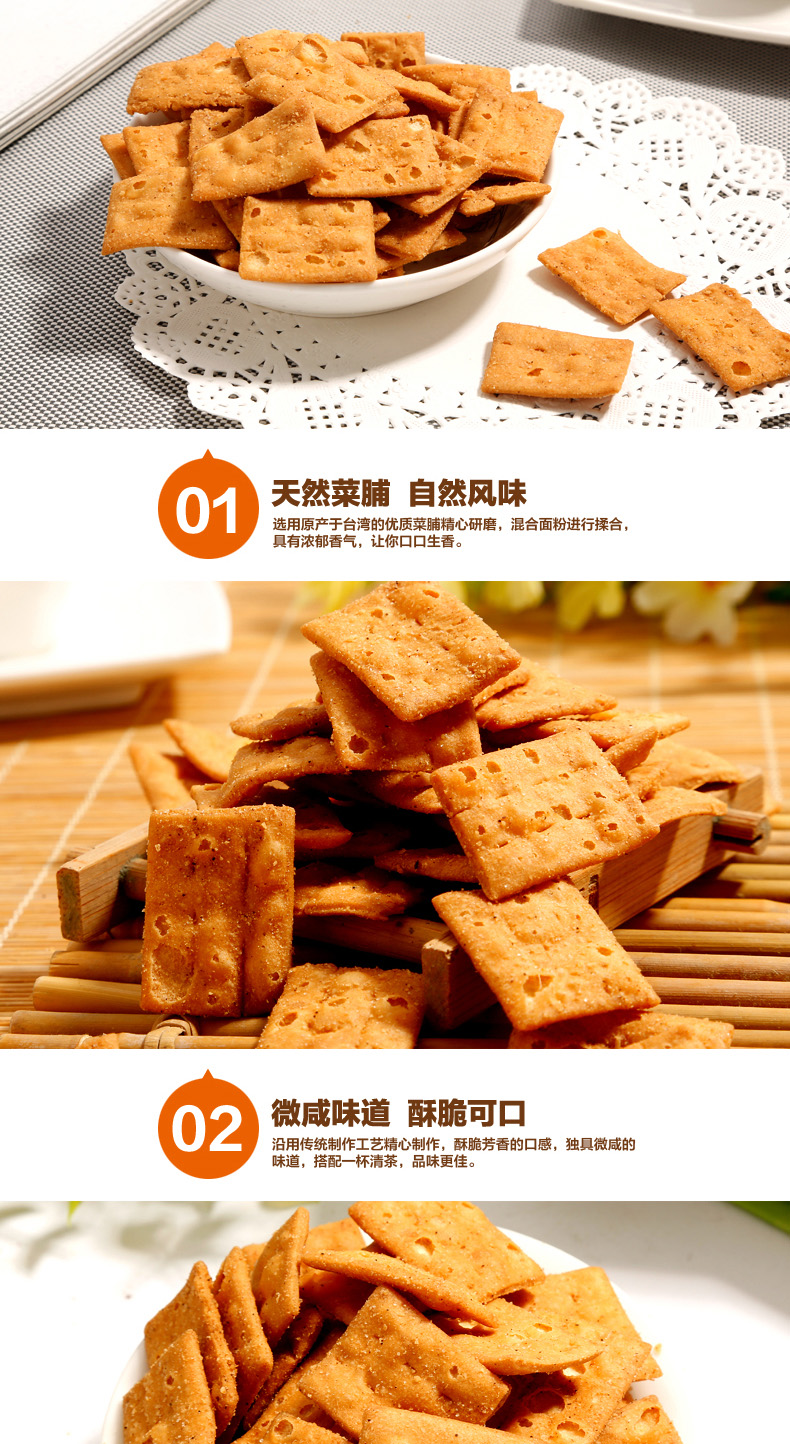 01
天然菜脯 自然风味
选用原产于台湾的优质菜脯精心研磨，混合面粉进行揉合，
具有浓郁香气，让你口口生香。
02
微咸味道 酥脆可口
沿用传统制作工艺精心制作，酥脆芳香的口感，独具微咸的
味道，搭配一杯清茶，品味更佳。